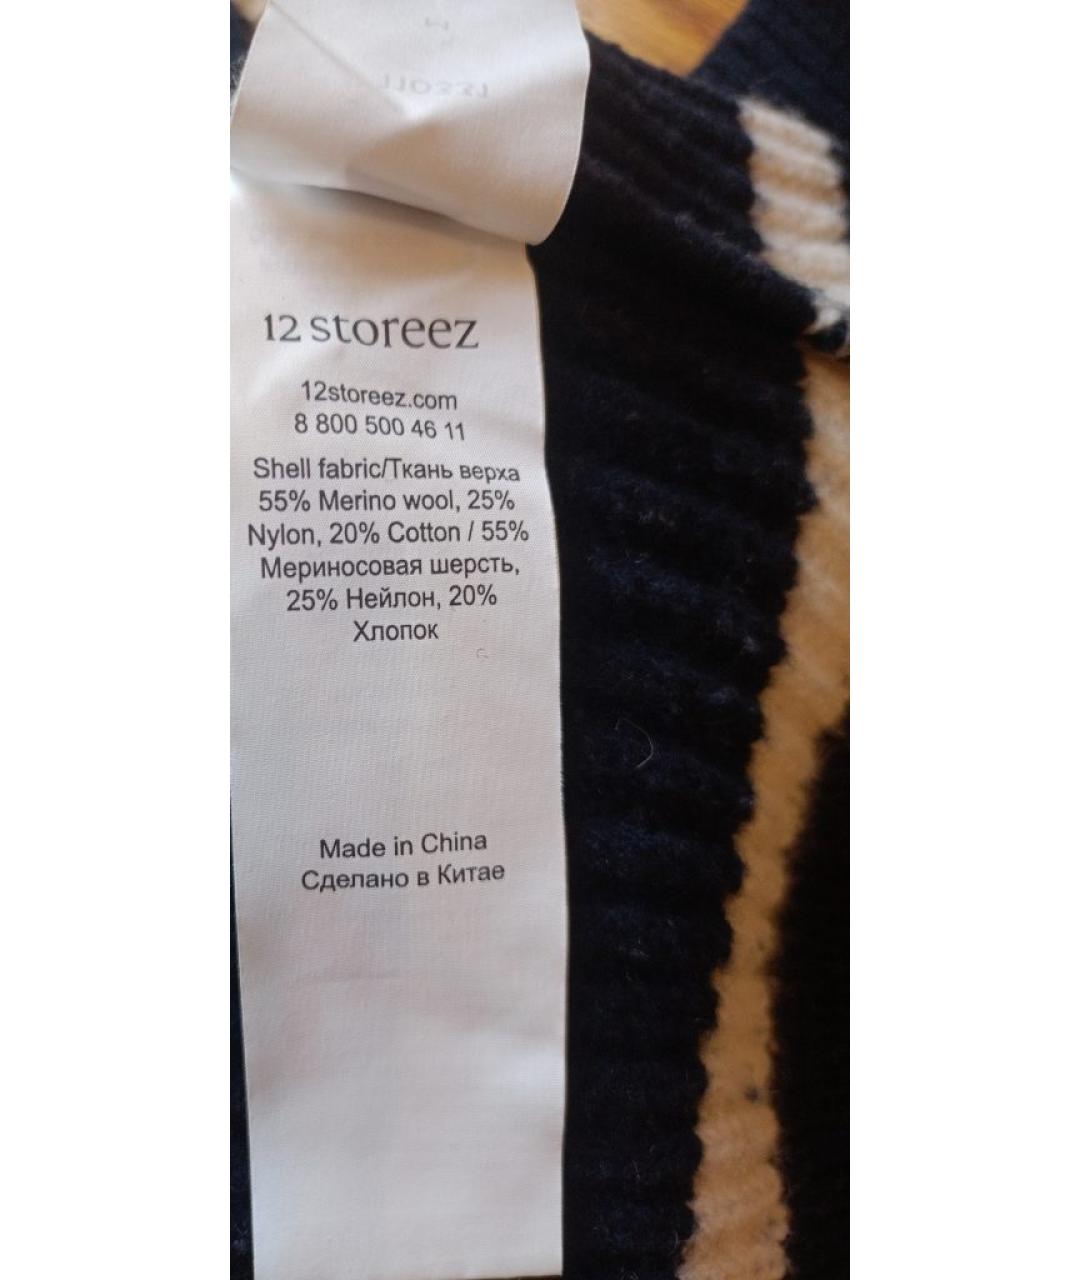 12 storeez
12storeez.com
8 800 500 46 11
Shell fabric/Ткань верха
55% Merino wool, 25%
Nylon, 20% Cotton / 55%
Мериносовая шерсть,
25% Нейлон, 20%
Хлопок
Made in China
Сделано в Китае